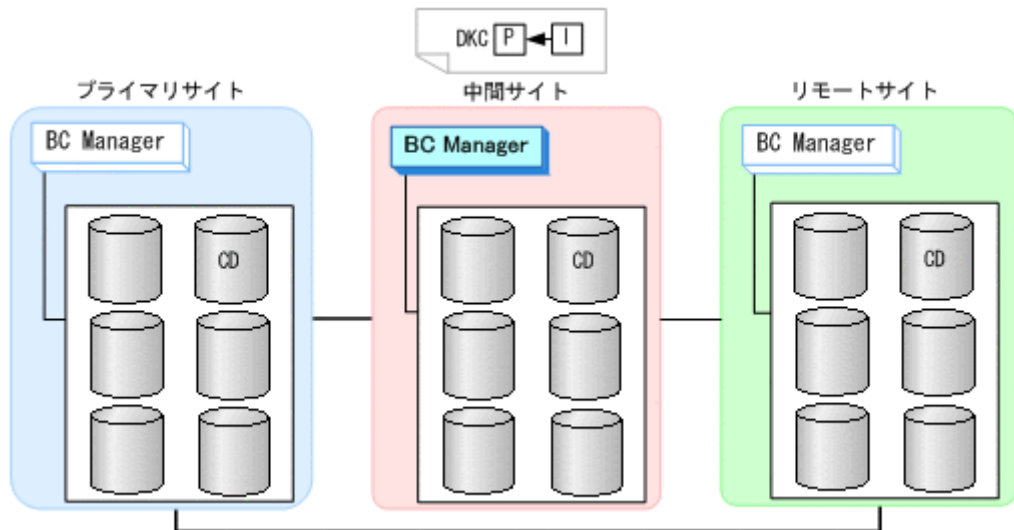 DKC P I
プライマリサイト
中間サイト
リモートサイト
BC Manager
BC Manager
BC Manager
CD
CD
CD